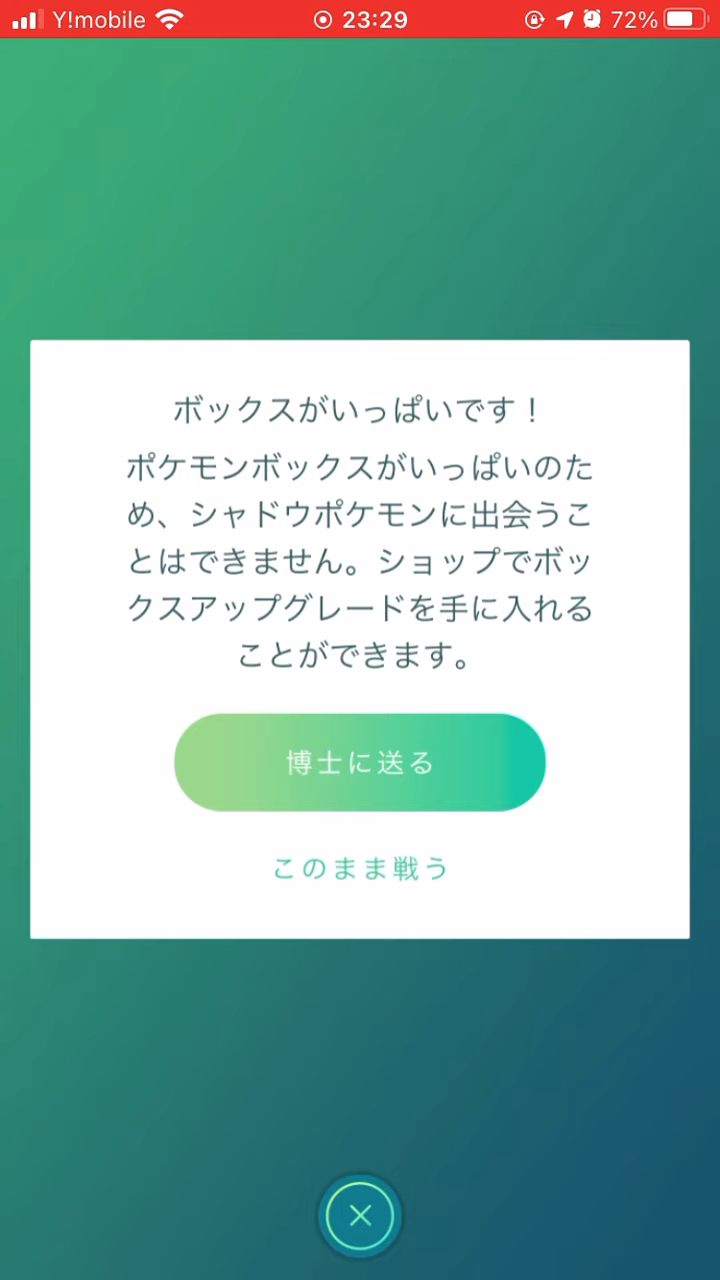 Y!mobile 23:29 72%
ボックスがいっぱいです！
ポケモンボックスがいっぱいのた
め、シャドウポケモンに出会うこ
とはできません。ショップでボッ
クスアップグレードを手に入れる
ことができます。
博士に送る
このまま戦う